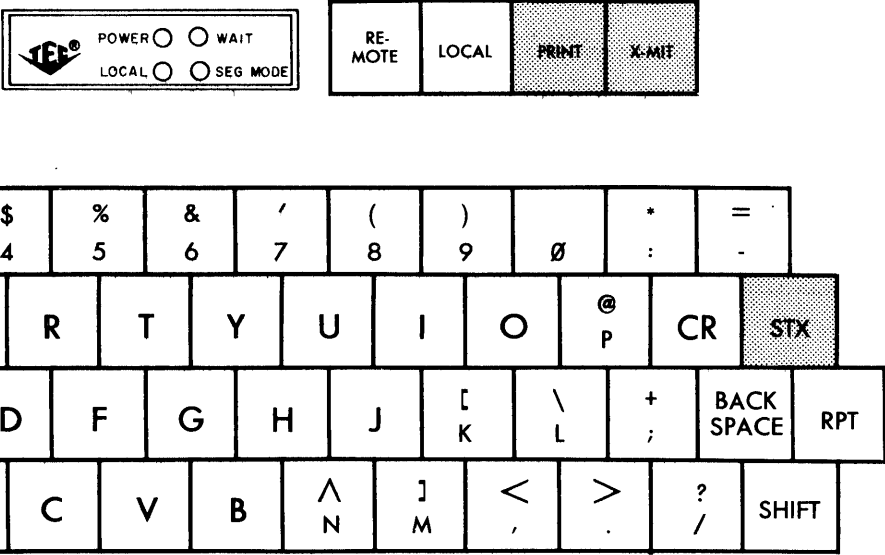 TEC® POWER WAIT
LOCAL SEG MODE
RE-
MOTE
LOCAL
PRINT
X-MIT
$ % & ' ( ) * =
4 5 6 7 8 9 Ø : -
@
R T Y U I O P CR STX
[ \ + BACK
D F G H J K L ; SPACE RPT
∧ ] < > ?
C V B N M , . / SHIFT